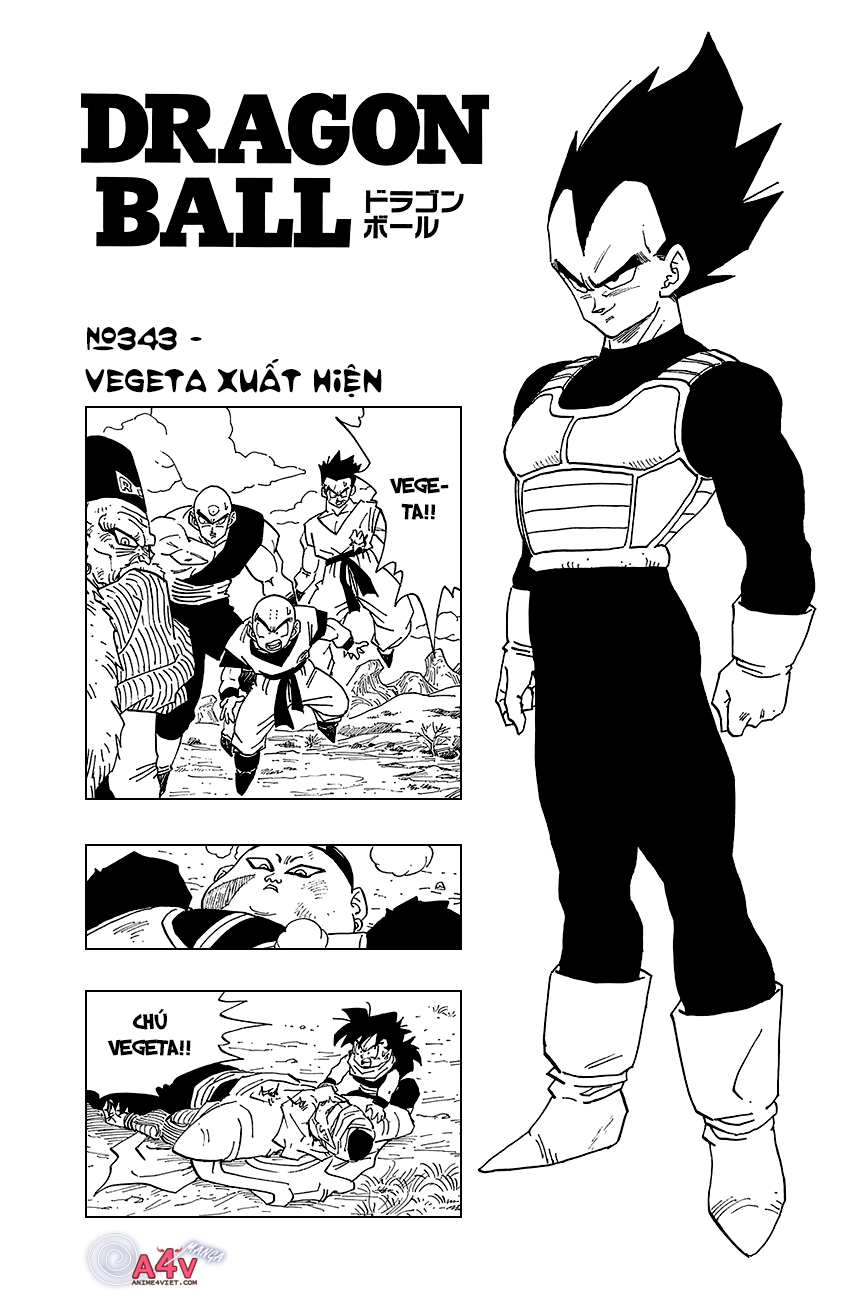 DRAGON
BALL ドラゴン
ボール
№343 -
VEGETA XUẤT HIỆN
VEGE-
TA!!
R
CHÚ
VEGETA!!
A4V MANGA
ANIME4VIET.COM